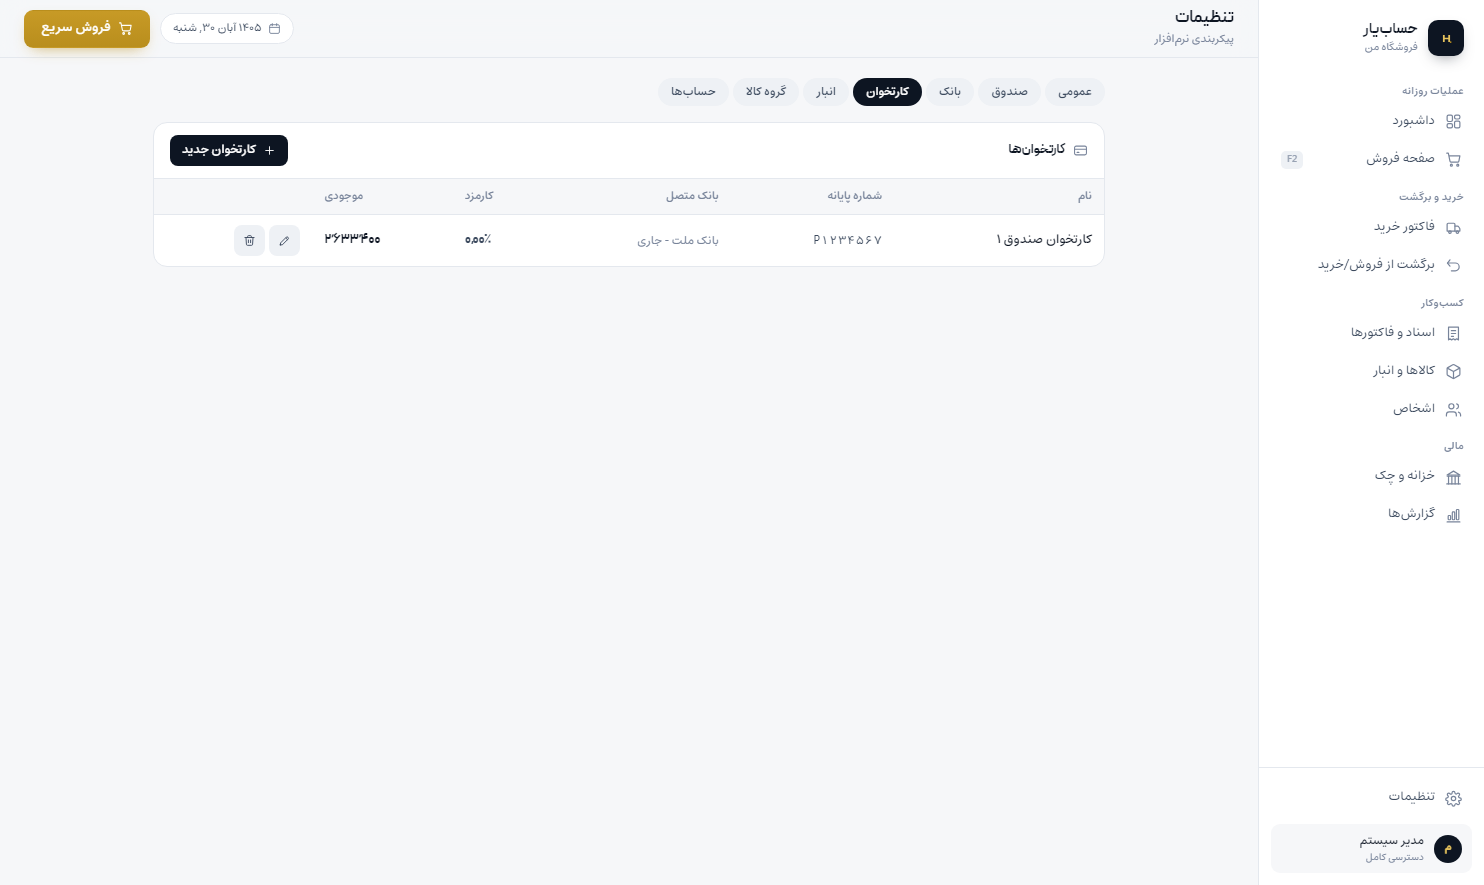 حساب‌یار
فروشگاه من
عملیات روزانه
داشبورد
صفحه فروش F2
خرید و برگشت
فاکتور خرید
برگشت از فروش/خرید
کسب‌وکار
اسناد و فاکتورها
کالاها و انبار
اشخاص
مالی
خزانه و چک
گزارش‌ها
تنظیمات
مدیر سیستم
دسترسی کامل
م
تنظیمات
پیکربندی نرم‌افزار
۱۴۰۵ آبان ۳۰, شنبه
فروش سریع
عمومی صندوق بانک کارتخوان انبار گروه کالا حساب‌ها
کارتخوان‌ها
کارتخوان جدید
نام شماره پایانه بانک متصل کارمزد موجودی
کارتخوان صندوق ۱ P۱۲۳۴۵۶۷ بانک ملت - جاری ۰٫۰۰٪ ۲٬۶۳۳٬۴۰۰